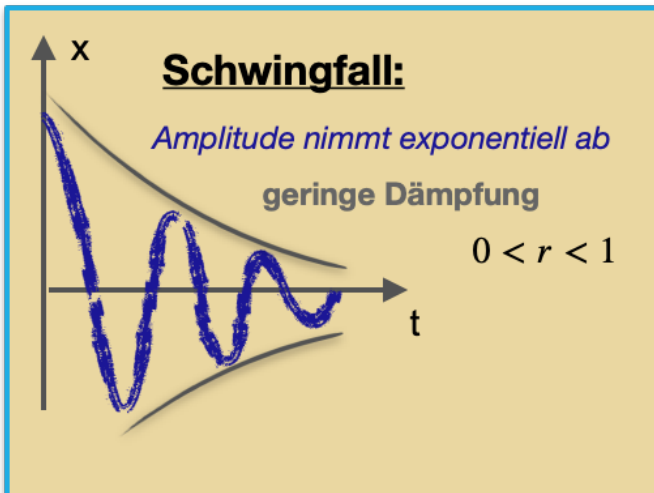 x
Schwingfall:
Amplitude nimmt exponentiell ab
geringe Dämpfung
0 < r < 1
t